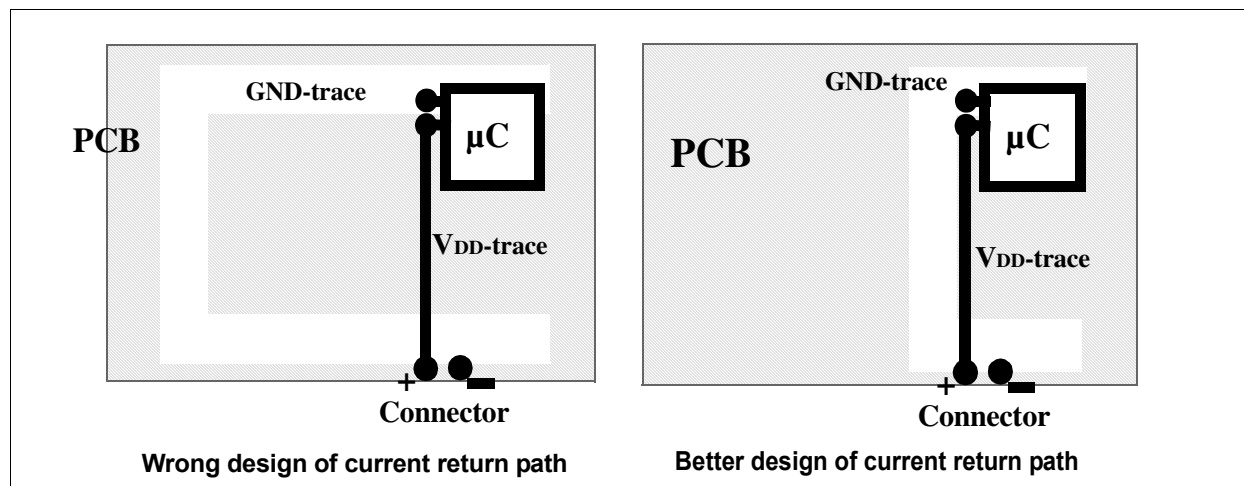 GND-trace
PCB
µC
VDD-trace
+
Connector
Wrong design of current return path
GND-trace
PCB
µC
VDD-trace
+
Connector
Better design of current return path